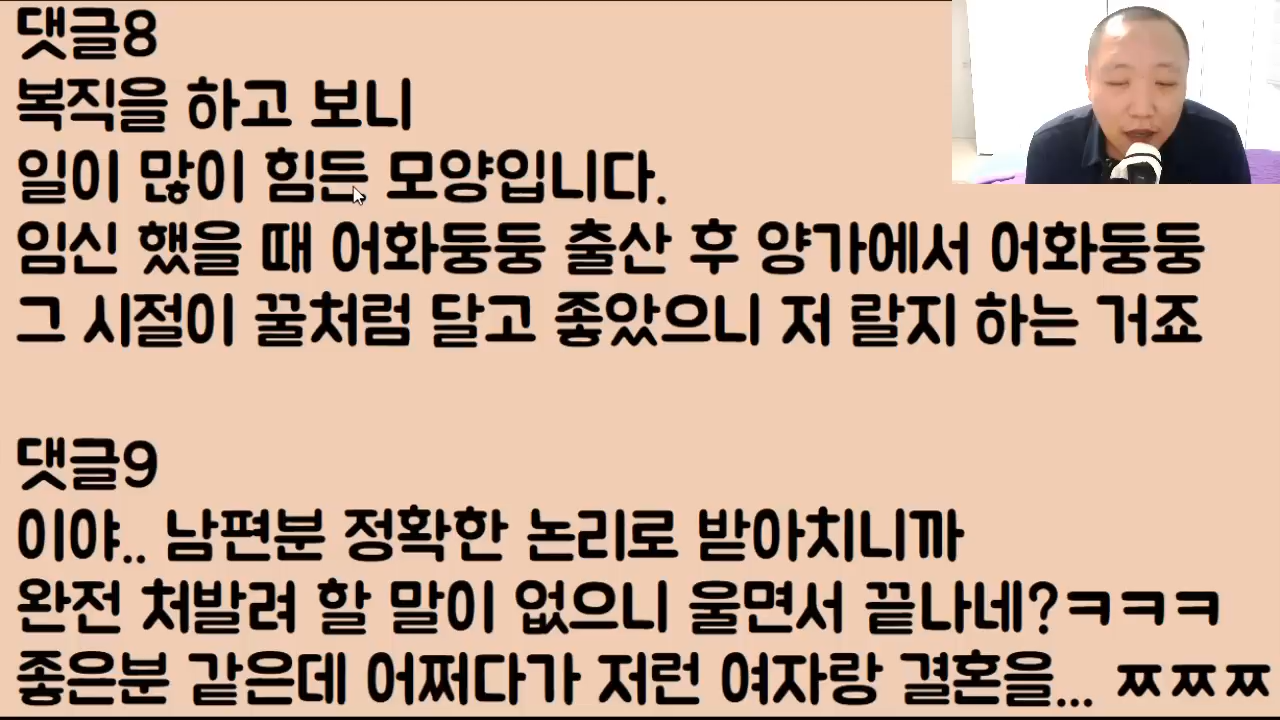 댓글8
복직을 하고 보니
일이 많이 힘든 모양입니다.
임신 했을 때 어화둥둥 출산 후 양가에서 어화둥둥
그 시절이 꿀처럼 달고 좋았으니 저 랄지 하는 거죠
댓글9
이야.. 남편분 정확한 논리로 받아치니까
완전 처발려 할 말이 없으니 울면서 끝나네?ㅋㅋㅋ
좋은분 같은데 어쩌다가 저런 여자랑 결혼을... ㅉㅉㅉ